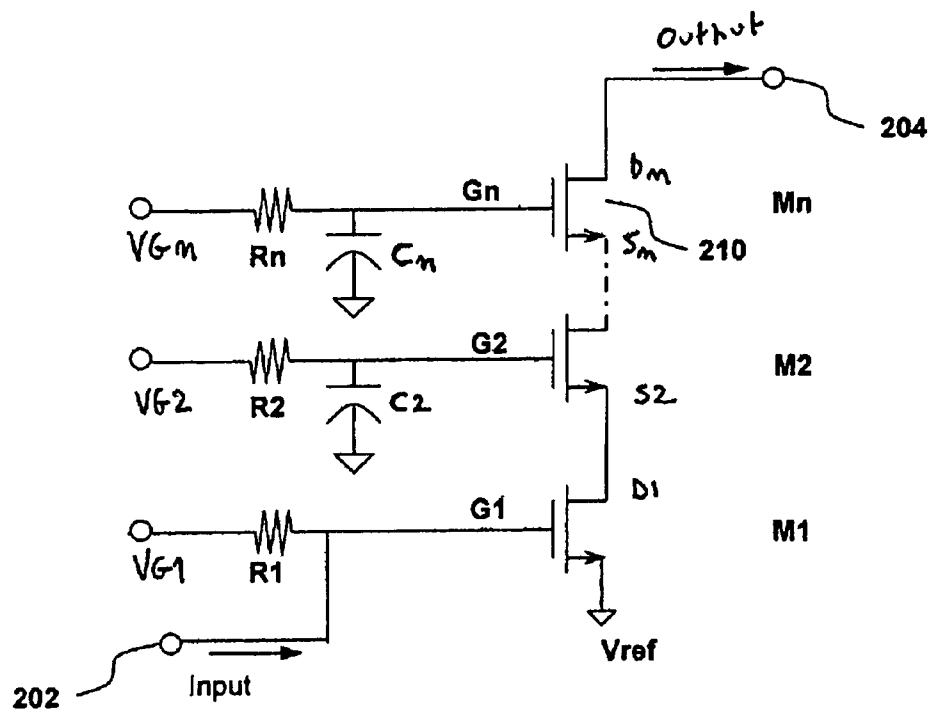 Output
204
Gn
Dn
Mn
VGn
Rn
Cn
Sn
210
G2
M2
VG2
R2
C2
S2
G1
D1
M1
VG1
R1
Vref
202
Input